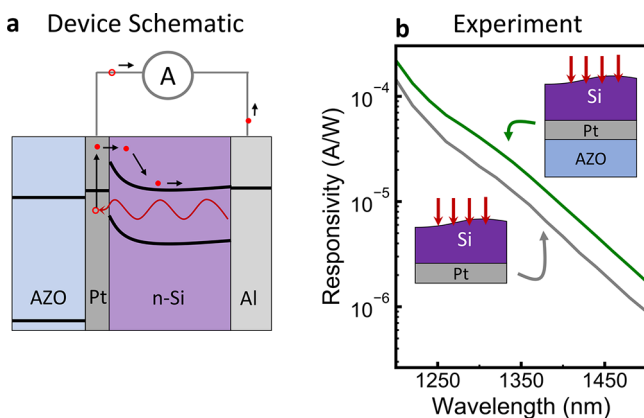 a
Device Schematic
A
AZO
Pt
n-Si
Al
b
Experiment
Responsivity (A/W)
10⁻⁴
10⁻⁵
10⁻⁶
1250
1350
1450
Wavelength (nm)
Si
Pt
AZO
Si
Pt